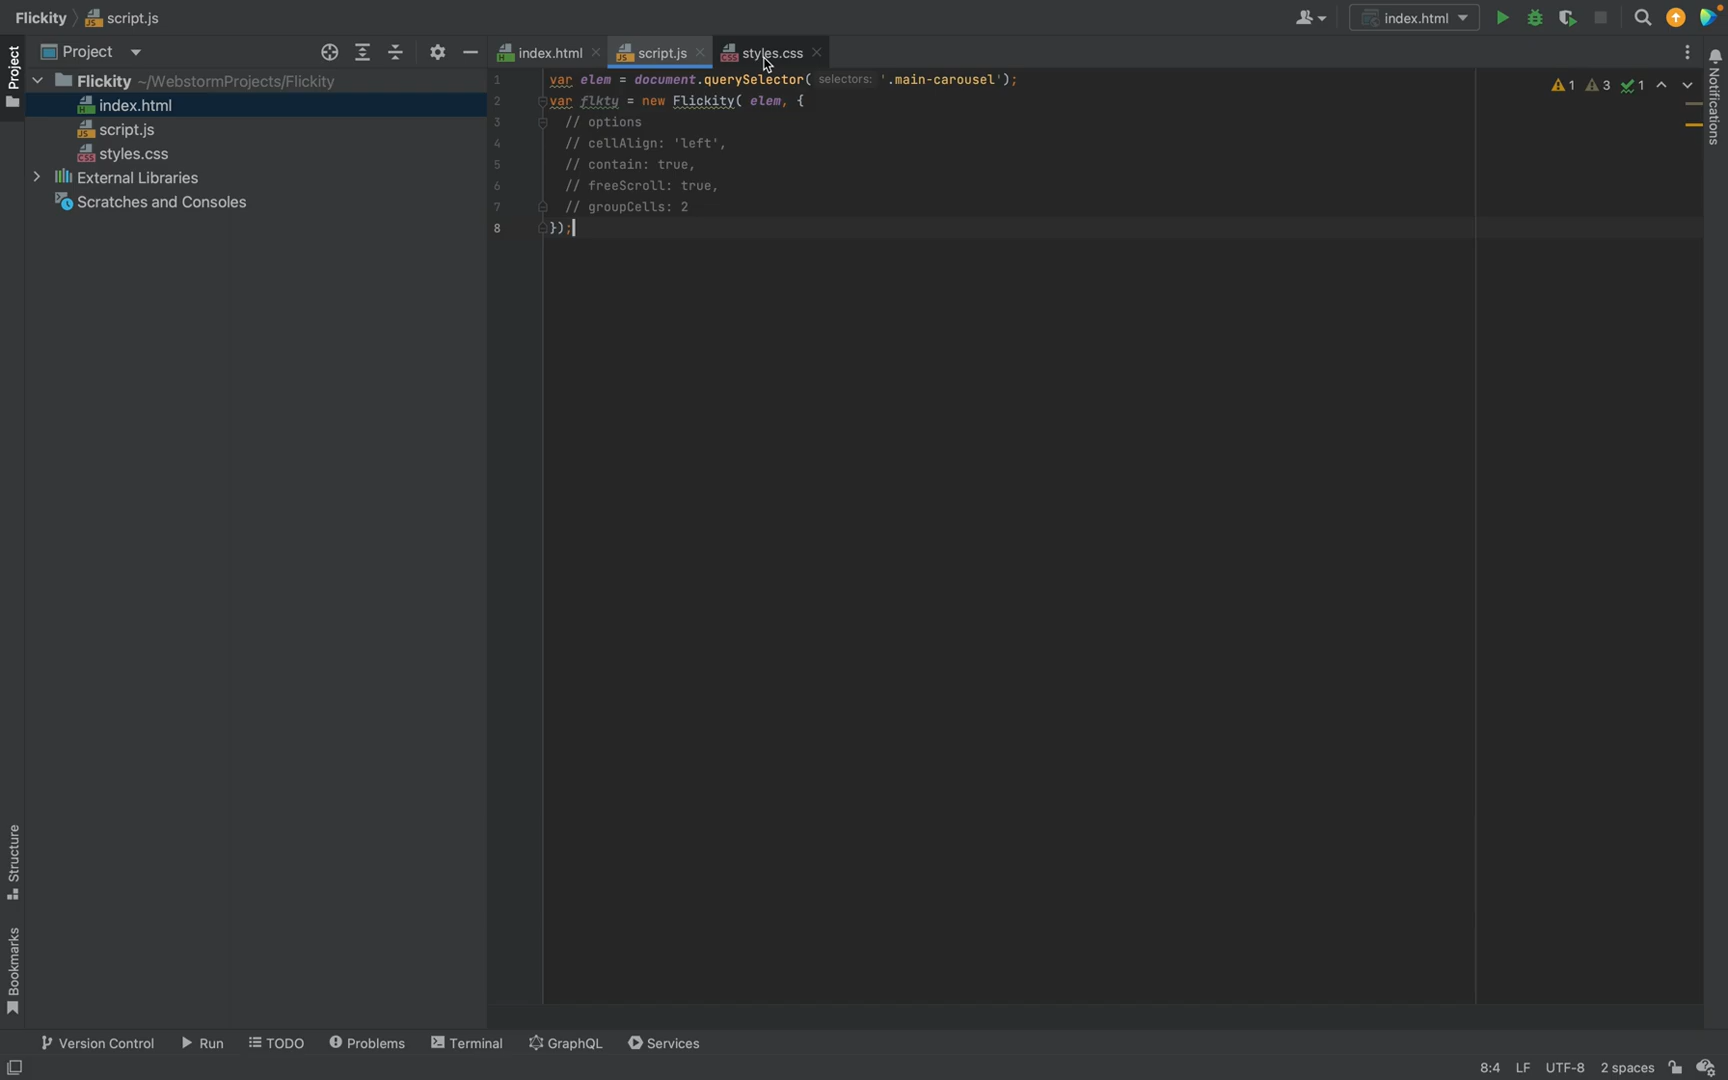 Flickity script.js
index.html
Project
index.html script.js styles.css
Project
Flickity ~/WebstormProjects/Flickity
index.html
script.js
styles.css
External Libraries
Scratches and Consoles
1 var elem = document.querySelector( selectors: '.main-carousel');
2 var flkty = new Flickity( elem, {
3 // options
4 // cellAlign: 'left',
5 // contain: true,
6 // freeScroll: true,
7 // groupCells: 2
8 });
1 3 1
Notifications
Structure
Bookmarks
Version Control Run TODO Problems Terminal GraphQL Services
8:4 LF UTF-8 2 spaces